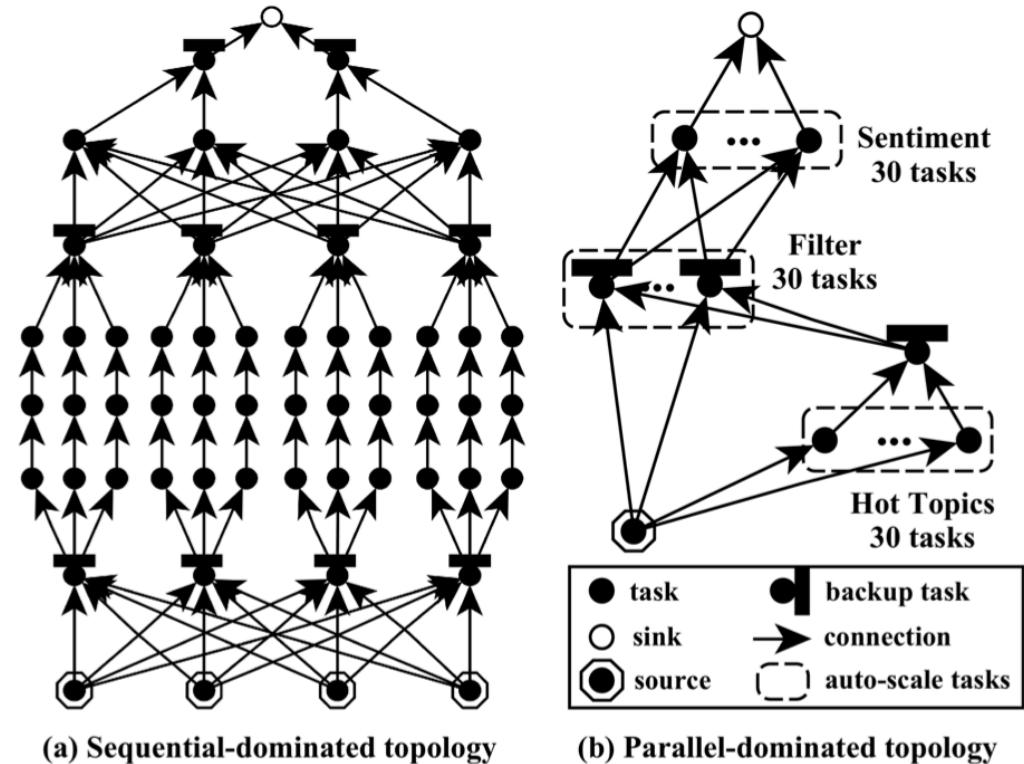 Sentiment
30 tasks
Filter
30 tasks
Hot Topics
30 tasks
task
backup task
sink
connection
source
auto-scale tasks
(a) Sequential-dominated topology
(b) Parallel-dominated topology